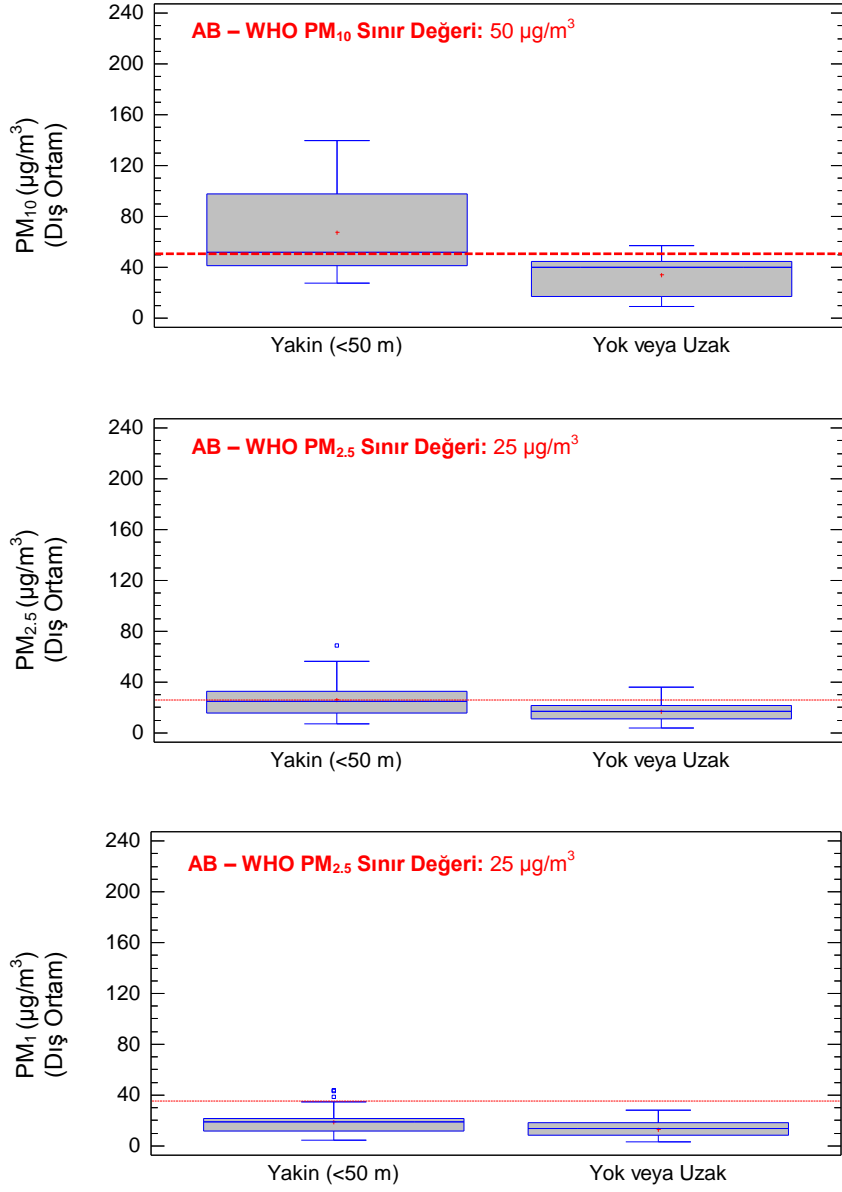 AB – WHO PM₁₀ Sınır Değeri: 50 µg/m³
PM₁₀ (µg/m³)
(Dış Ortam)
240
200
160
120
80
40
0
Yakin (<50 m) Yok veya Uzak
AB – WHO PM₂.₅ Sınır Değeri: 25 µg/m³
PM₂.₅ (µg/m³)
(Dış Ortam)
240
200
160
120
80
40
0
Yakin (<50 m) Yok veya Uzak
AB – WHO PM₂.₅ Sınır Değeri: 25 µg/m³
PM₁ (µg/m³)
(Dış Ortam)
240
200
160
120
80
40
0
Yakin (<50 m) Yok veya Uzak